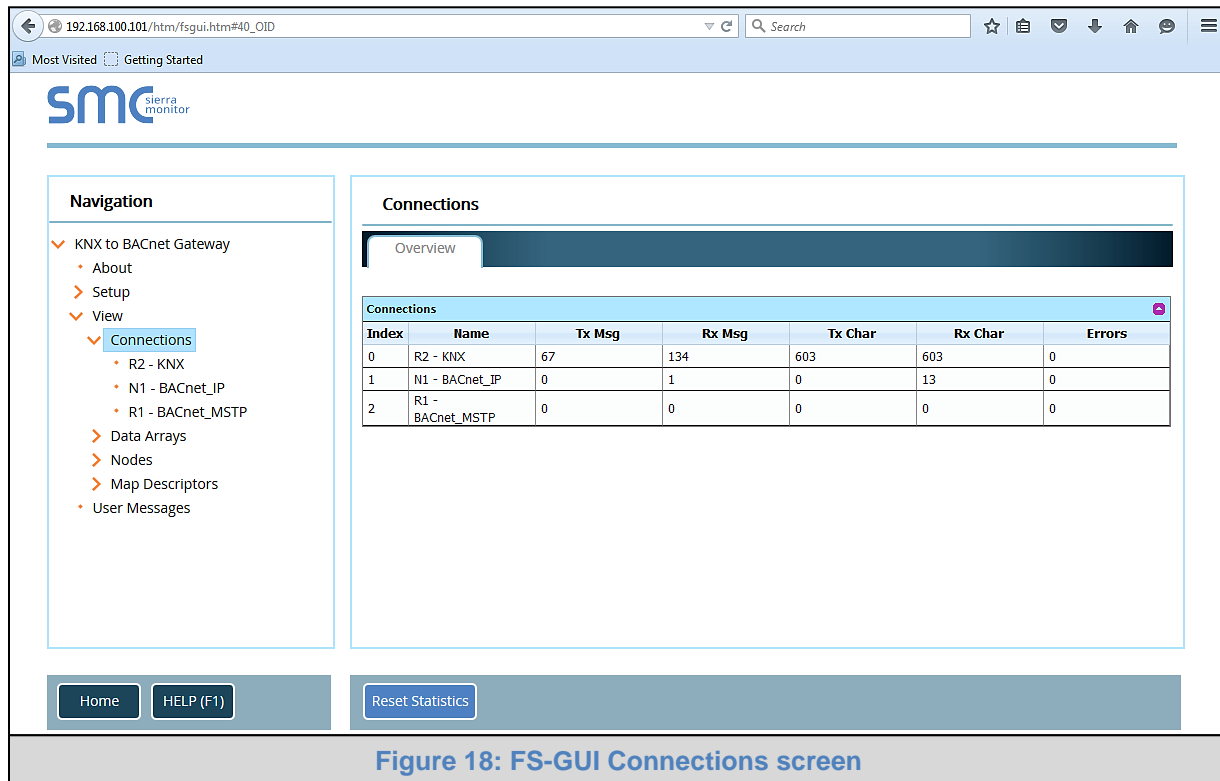 192.168.100.101/htm/fsgui.htm#40_OID
Search
Most Visited
Getting Started
smc sierra monitor
Navigation
KNX to BACnet Gateway
About
Setup
View
Connections
R2 - KNX
N1 - BACnet_IP
R1 - BACnet_MSTP
Data Arrays
Nodes
Map Descriptors
User Messages
Connections
Overview
Connections
Index Name Tx Msg Rx Msg Tx Char Rx Char Errors
0 R2 - KNX 67 134 603 603 0
1 N1 - BACnet_IP 0 1 0 13 0
2 R1 - BACnet_MSTP 0 0 0 0 0
Home
HELP (F1)
Reset Statistics
Figure 18: FS-GUI Connections screen